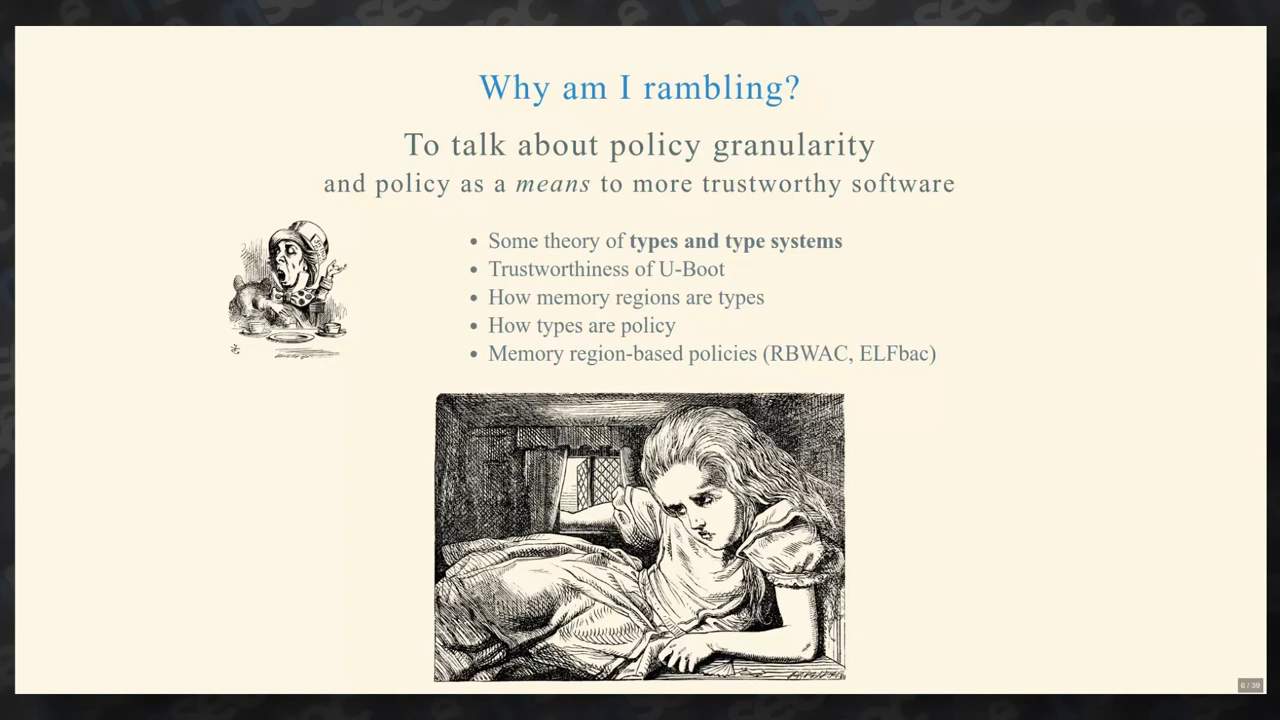 Why am I rambling?
To talk about policy granularity
and policy as a means to more trustworthy software
• Some theory of types and type systems
• Trustworthiness of U-Boot
• How memory regions are types
• How types are policy
• Memory region-based policies (RBWAC, ELFbac)
6 / 39